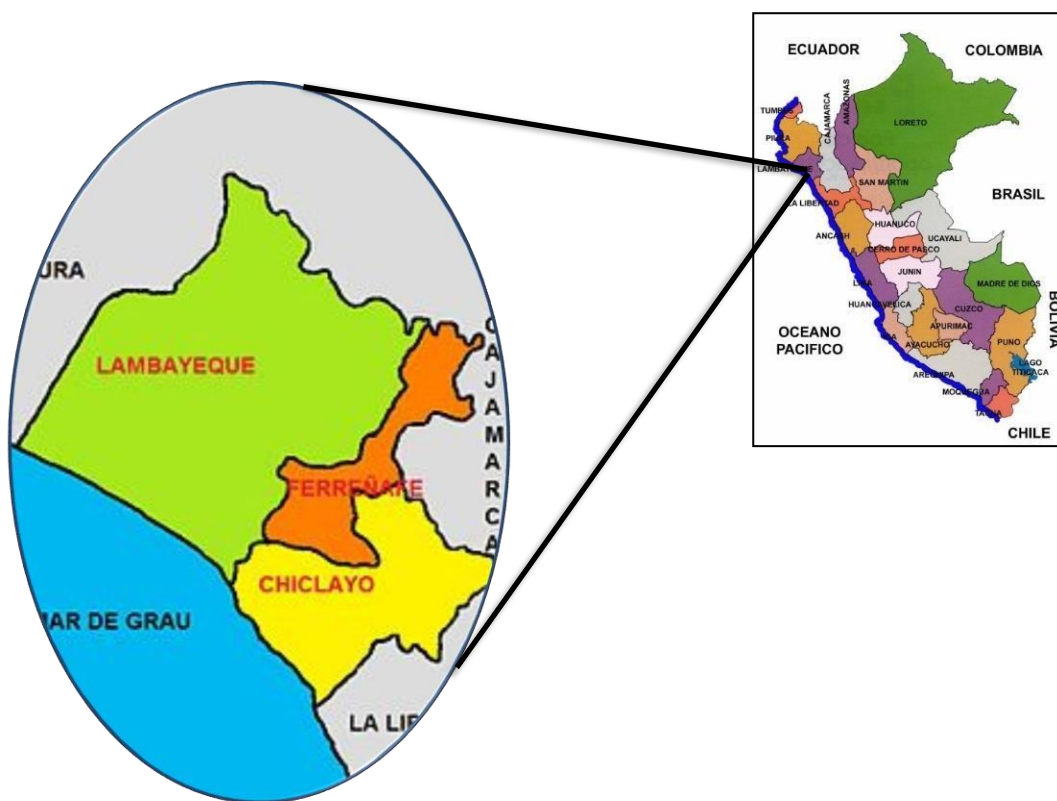 URA
LAMBAYEQUE
CAJAMARCA
FERREÑAFE
CHICLAYO
MAR DE GRAU
LA LIB
ECUADOR
COLOMBIA
TUMBES
PIURA
CAJAMARCA
AMAZONAS
LORETO
LAMBAYEQUE
SAN MARTIN
BRASIL
LA LIBERTAD
HUANUCO
ANCASH
UCAYALI
CERRO DE PASCO
JUNIN
LIMA
MADRE DE DIOS
HUANCAVELICA
CUZCO
BOLIVIA
OCEANO
PACIFICO
APURIMAC
ICA
AYACUCHO
PUNO
LAGO
TITICACA
AREQUIPA
MOQUEGUA
TACNA
CHILE